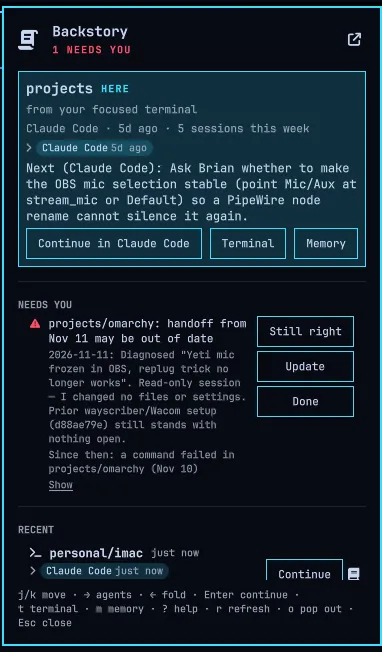 Backstory
1 NEEDS YOU
projects HERE
from your focused terminal
Claude Code · 5d ago · 5 sessions this week
> Claude Code 5d ago
Next (Claude Code): Ask Brian whether to make
the OBS mic selection stable (point Mic/Aux at
stream_mic or Default) so a PipeWire node
rename cannot silence it again.
Continue in Claude Code
Terminal
Memory
NEEDS YOU
projects/omarchy: handoff from
Nov 11 may be out of date
2026-11-11: Diagnosed "Yeti mic
frozen in OBS, replug trick no
longer works". Read-only session
— I changed no files or settings.
Prior wayscriber/Wacom setup
(d88ae79e) still stands with
nothing open.
Since then: a command failed in
projects/omarchy (Nov 10)
Show
Still right
Update
Done
RECENT
personal/imac just now
> Claude Code just now
Continue
j/k move · → agents · ← fold · Enter continue ·
t terminal · m memory · ? help · r refresh · o pop out ·
Esc close